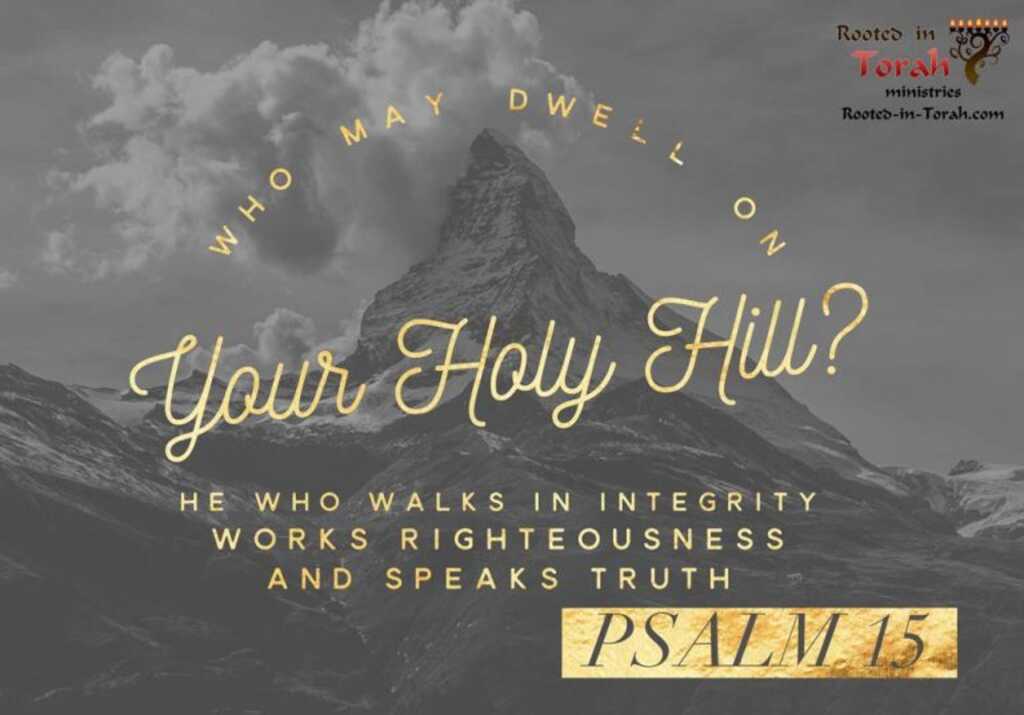 Rooted in
Torah
ministries
Rooted-in-Torah.com
WHO MAY DWELL ON
Your Holy Hill?
HE WHO WALKS IN INTEGRITY
WORKS RIGHTEOUSNESS
AND SPEAKS TRUTH
PSALM 15